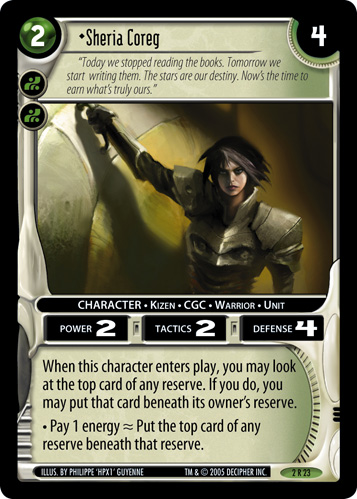 2 •Sheria Coreg 4
"Today we stopped reading the books. Tomorrow we
start writing them. The stars are our destiny. Now's the time to
earn what's truly ours."
CHARACTER • KIZEN • CGC • WARRIOR • UNIT
POWER 2 TACTICS 2 DEFENSE 4
When this character enters play, you may look
at the top card of any reserve. If you do, you
may put that card beneath its owner's reserve.
• Pay 1 energy ≈ Put the top card of any
reserve beneath that reserve.
ILLUS. BY PHILIPPE 'HPX1' GUYENNE TM & © 2005 DECIPHER INC. 2 R 23